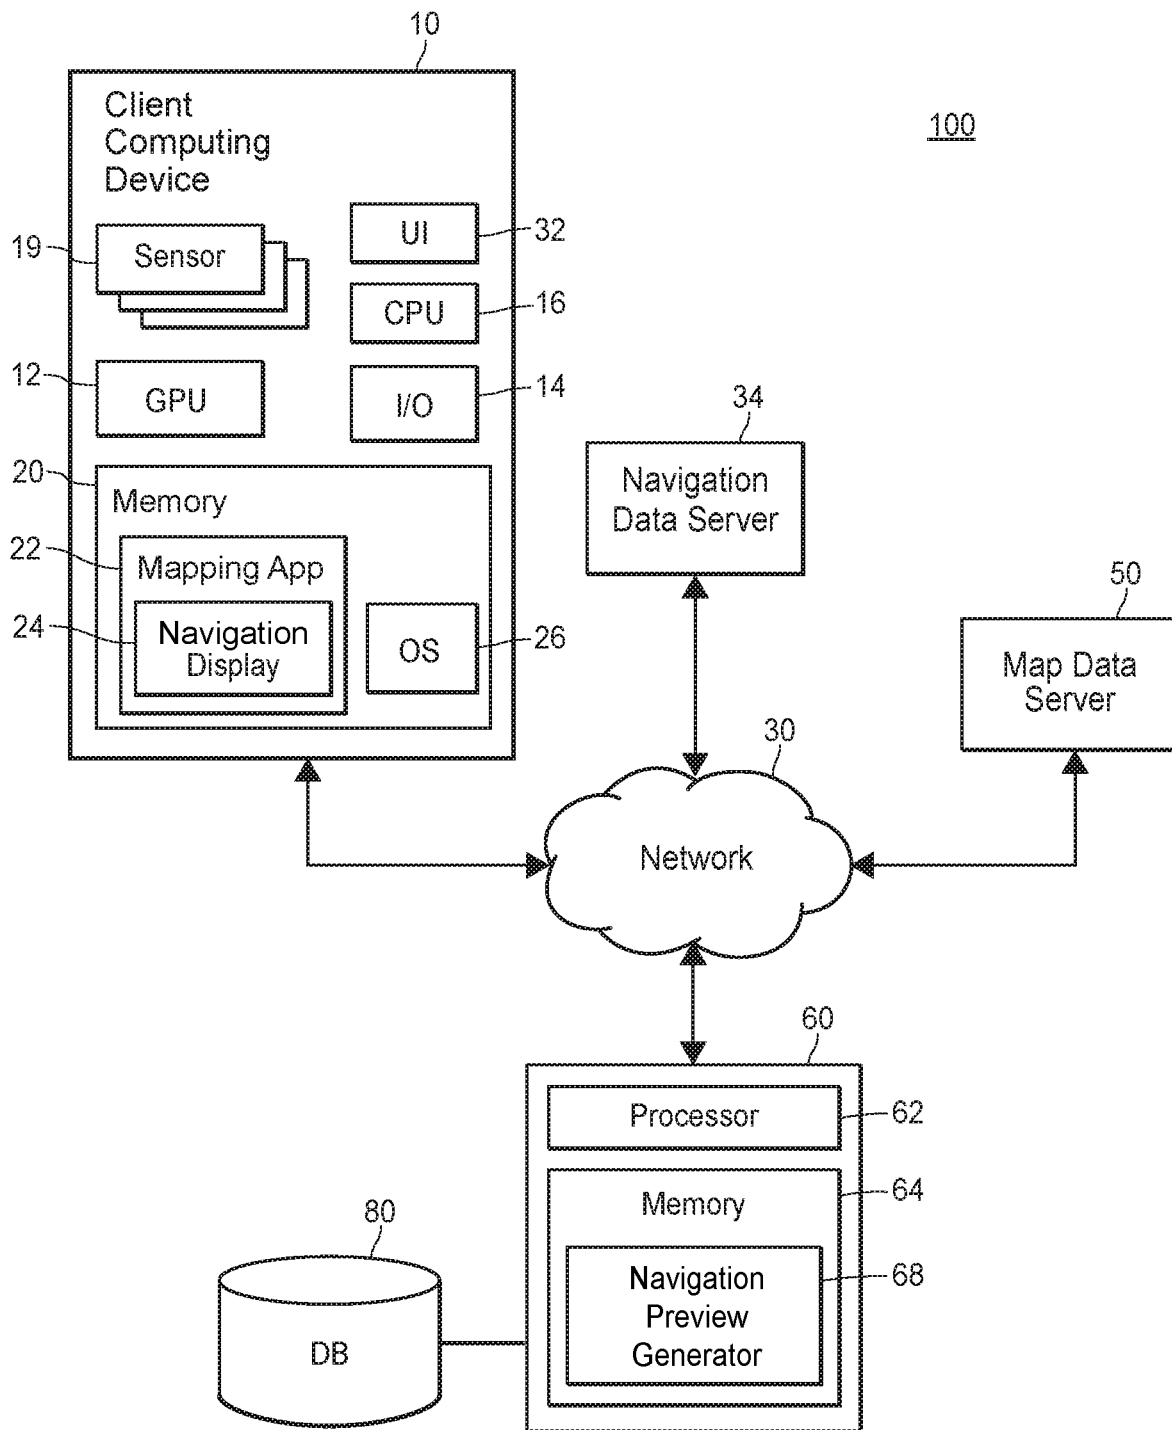 10
Client
Computing
Device
100
UI
32
19
Sensor
CPU
16
12
GPU
I/O
14
34
Navigation
Data Server
20
Memory
22
Mapping App
24
Navigation
Display
OS
26
50
Map Data
Server
30
Network
60
Processor
62
Memory
64
80
DB
Navigation
Preview
Generator
68